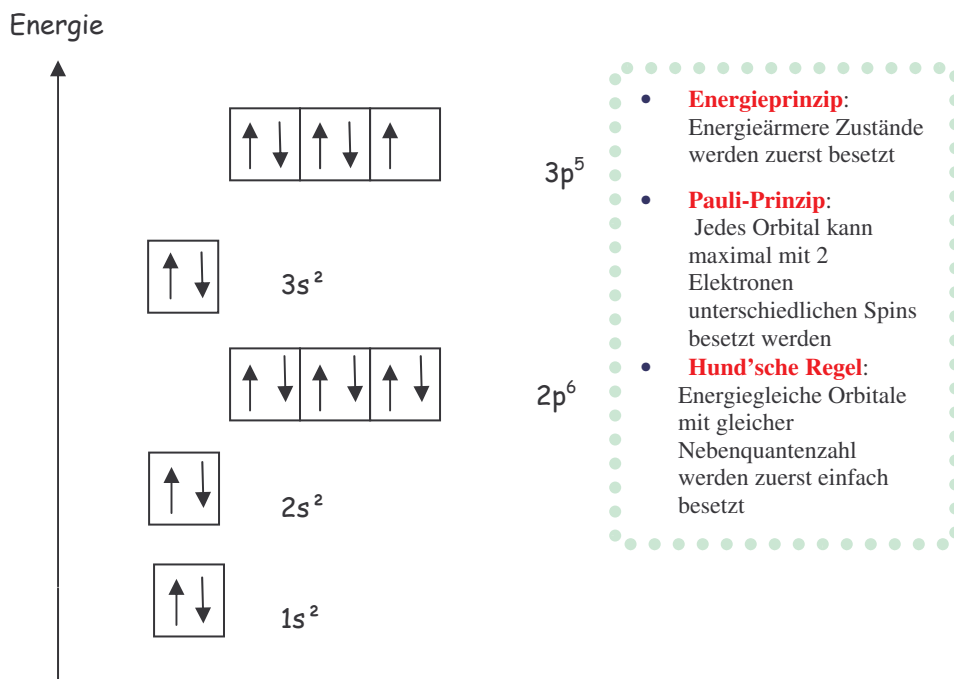 Energie
3p⁵
3s²
2p⁶
2s²
1s²
• Energieprinzip:
Energieärmere Zustände
werden zuerst besetzt
• Pauli-Prinzip:
Jedes Orbital kann
maximal mit 2
Elektronen
unterschiedlichen Spins
besetzt werden
• Hund'sche Regel:
Energiegleiche Orbitale
mit gleicher
Nebenquantenzahl
werden zuerst einfach
besetzt